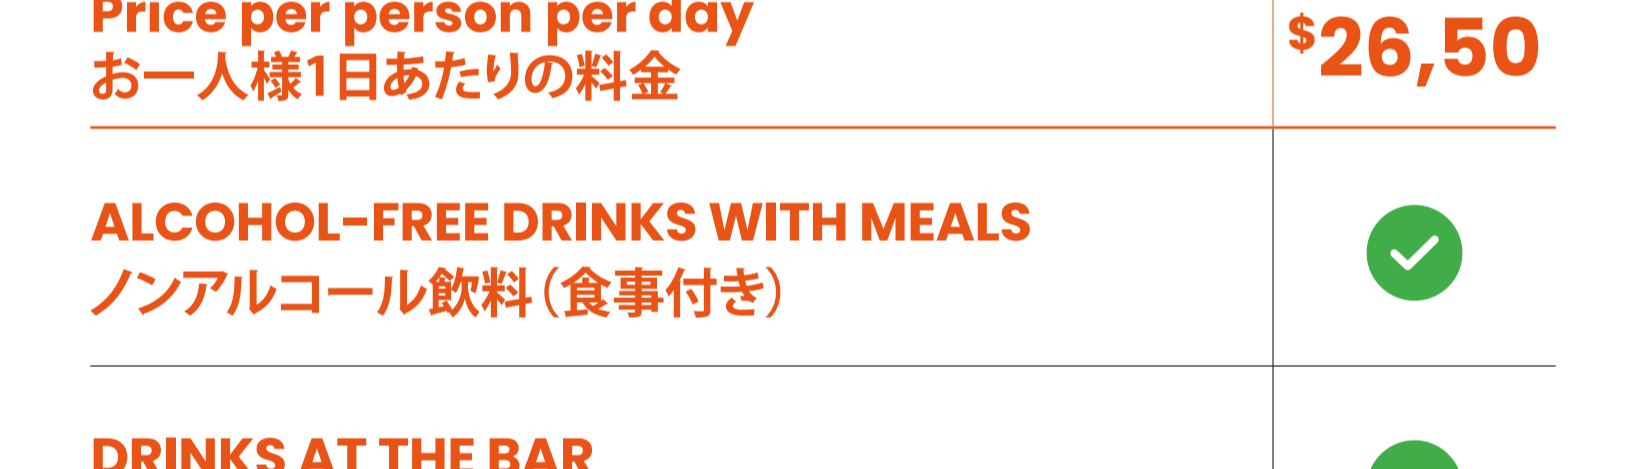 Price per person per day
お一人様1日あたりの料金
$26,50
ALCOHOL-FREE DRINKS WITH MEALS
ノンアルコール飲料（食事付き）
DRINKS AT THE BAR